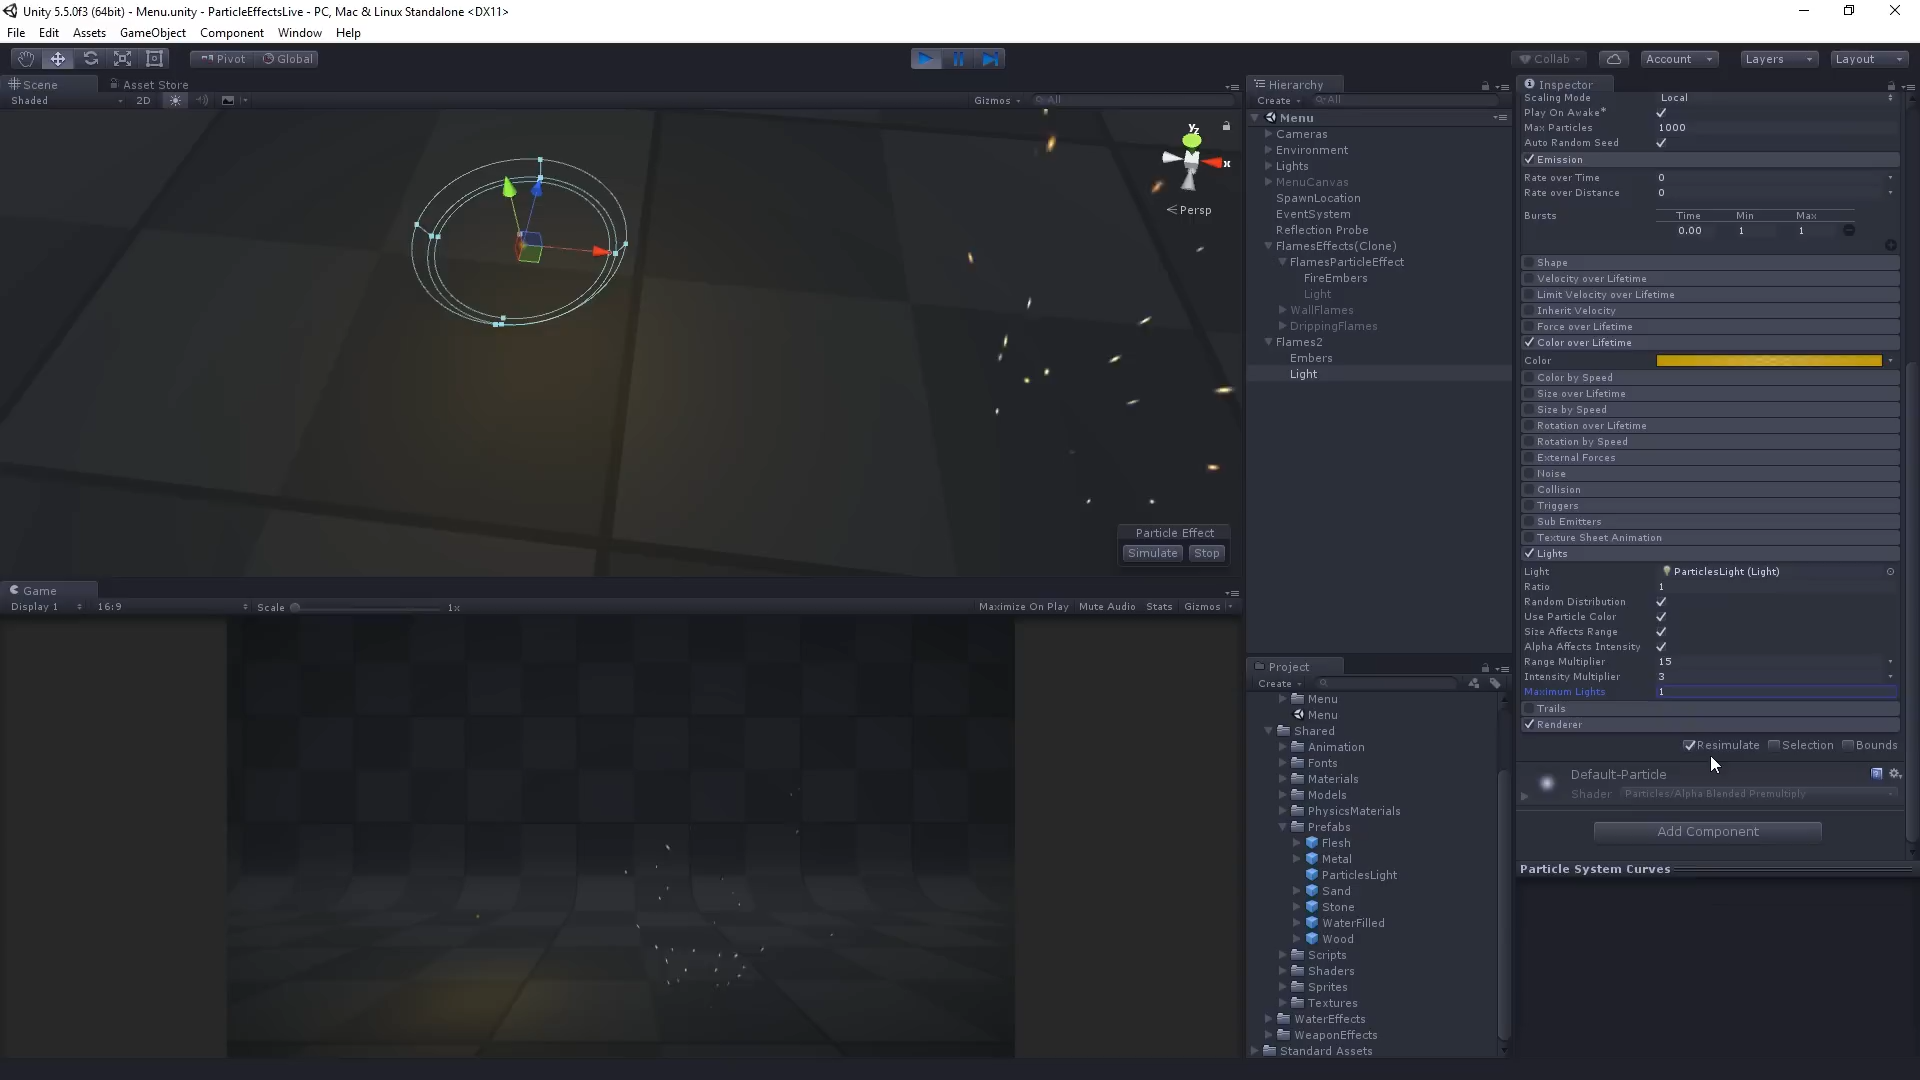 Unity 5.5.0f3 (64bit) - Menu.unity - ParticleEffectsLive - PC, Mac & Linux Standalone <DX11>
File Edit Assets GameObject Component Window Help
Pivot Global Collab Account Layers Layout
Scene Asset Store
Shaded 2D Gizmos All
y z
x
Persp
Particle Effect
Simulate Stop
Game
Display 1 16:9 Scale 1x Maximize On Play Mute Audio Stats Gizmos
Hierarchy
Create All
Menu
Cameras
Environment
Lights
MenuCanvas
SpawnLocation
EventSystem
Reflection Probe
FlamesEffects(Clone)
FlamesParticleEffect
FireEmbers
Light
WallFlames
DrippingFlames
Flames2
Embers
Light
Project
Create
Menu
Menu
Shared
Animation
Fonts
Materials
Models
PhysicsMaterials
Prefabs
Flesh
Metal
ParticlesLight
Sand
Stone
WaterFilled
Wood
Scripts
Shaders
Sprites
Textures
WaterEffects
WeaponEffects
Standard Assets
Inspector
Scaling Mode Local
Play On Awake*
Max Particles 1000
Auto Random Seed
Emission
Rate over Time 0
Rate over Distance 0
Bursts Time Min Max
0.00 1 1
Shape
Velocity over Lifetime
Limit Velocity over Lifetime
Inherit Velocity
Force over Lifetime
Color over Lifetime
Color
Color by Speed
Size over Lifetime
Size by Speed
Rotation over Lifetime
Rotation by Speed
External Forces
Noise
Collision
Triggers
Sub Emitters
Texture Sheet Animation
Lights
Light ParticlesLight (Light)
Ratio 1
Random Distribution
Use Particle Color
Size Affects Range
Alpha Affects Intensity
Range Multiplier 15
Intensity Multiplier 3
Maximum Lights 1
Trails
Renderer
Resimulate Selection Bounds
Default-Particle
Shader Particles/Alpha Blended Premultiply
Add Component
Particle System Curves